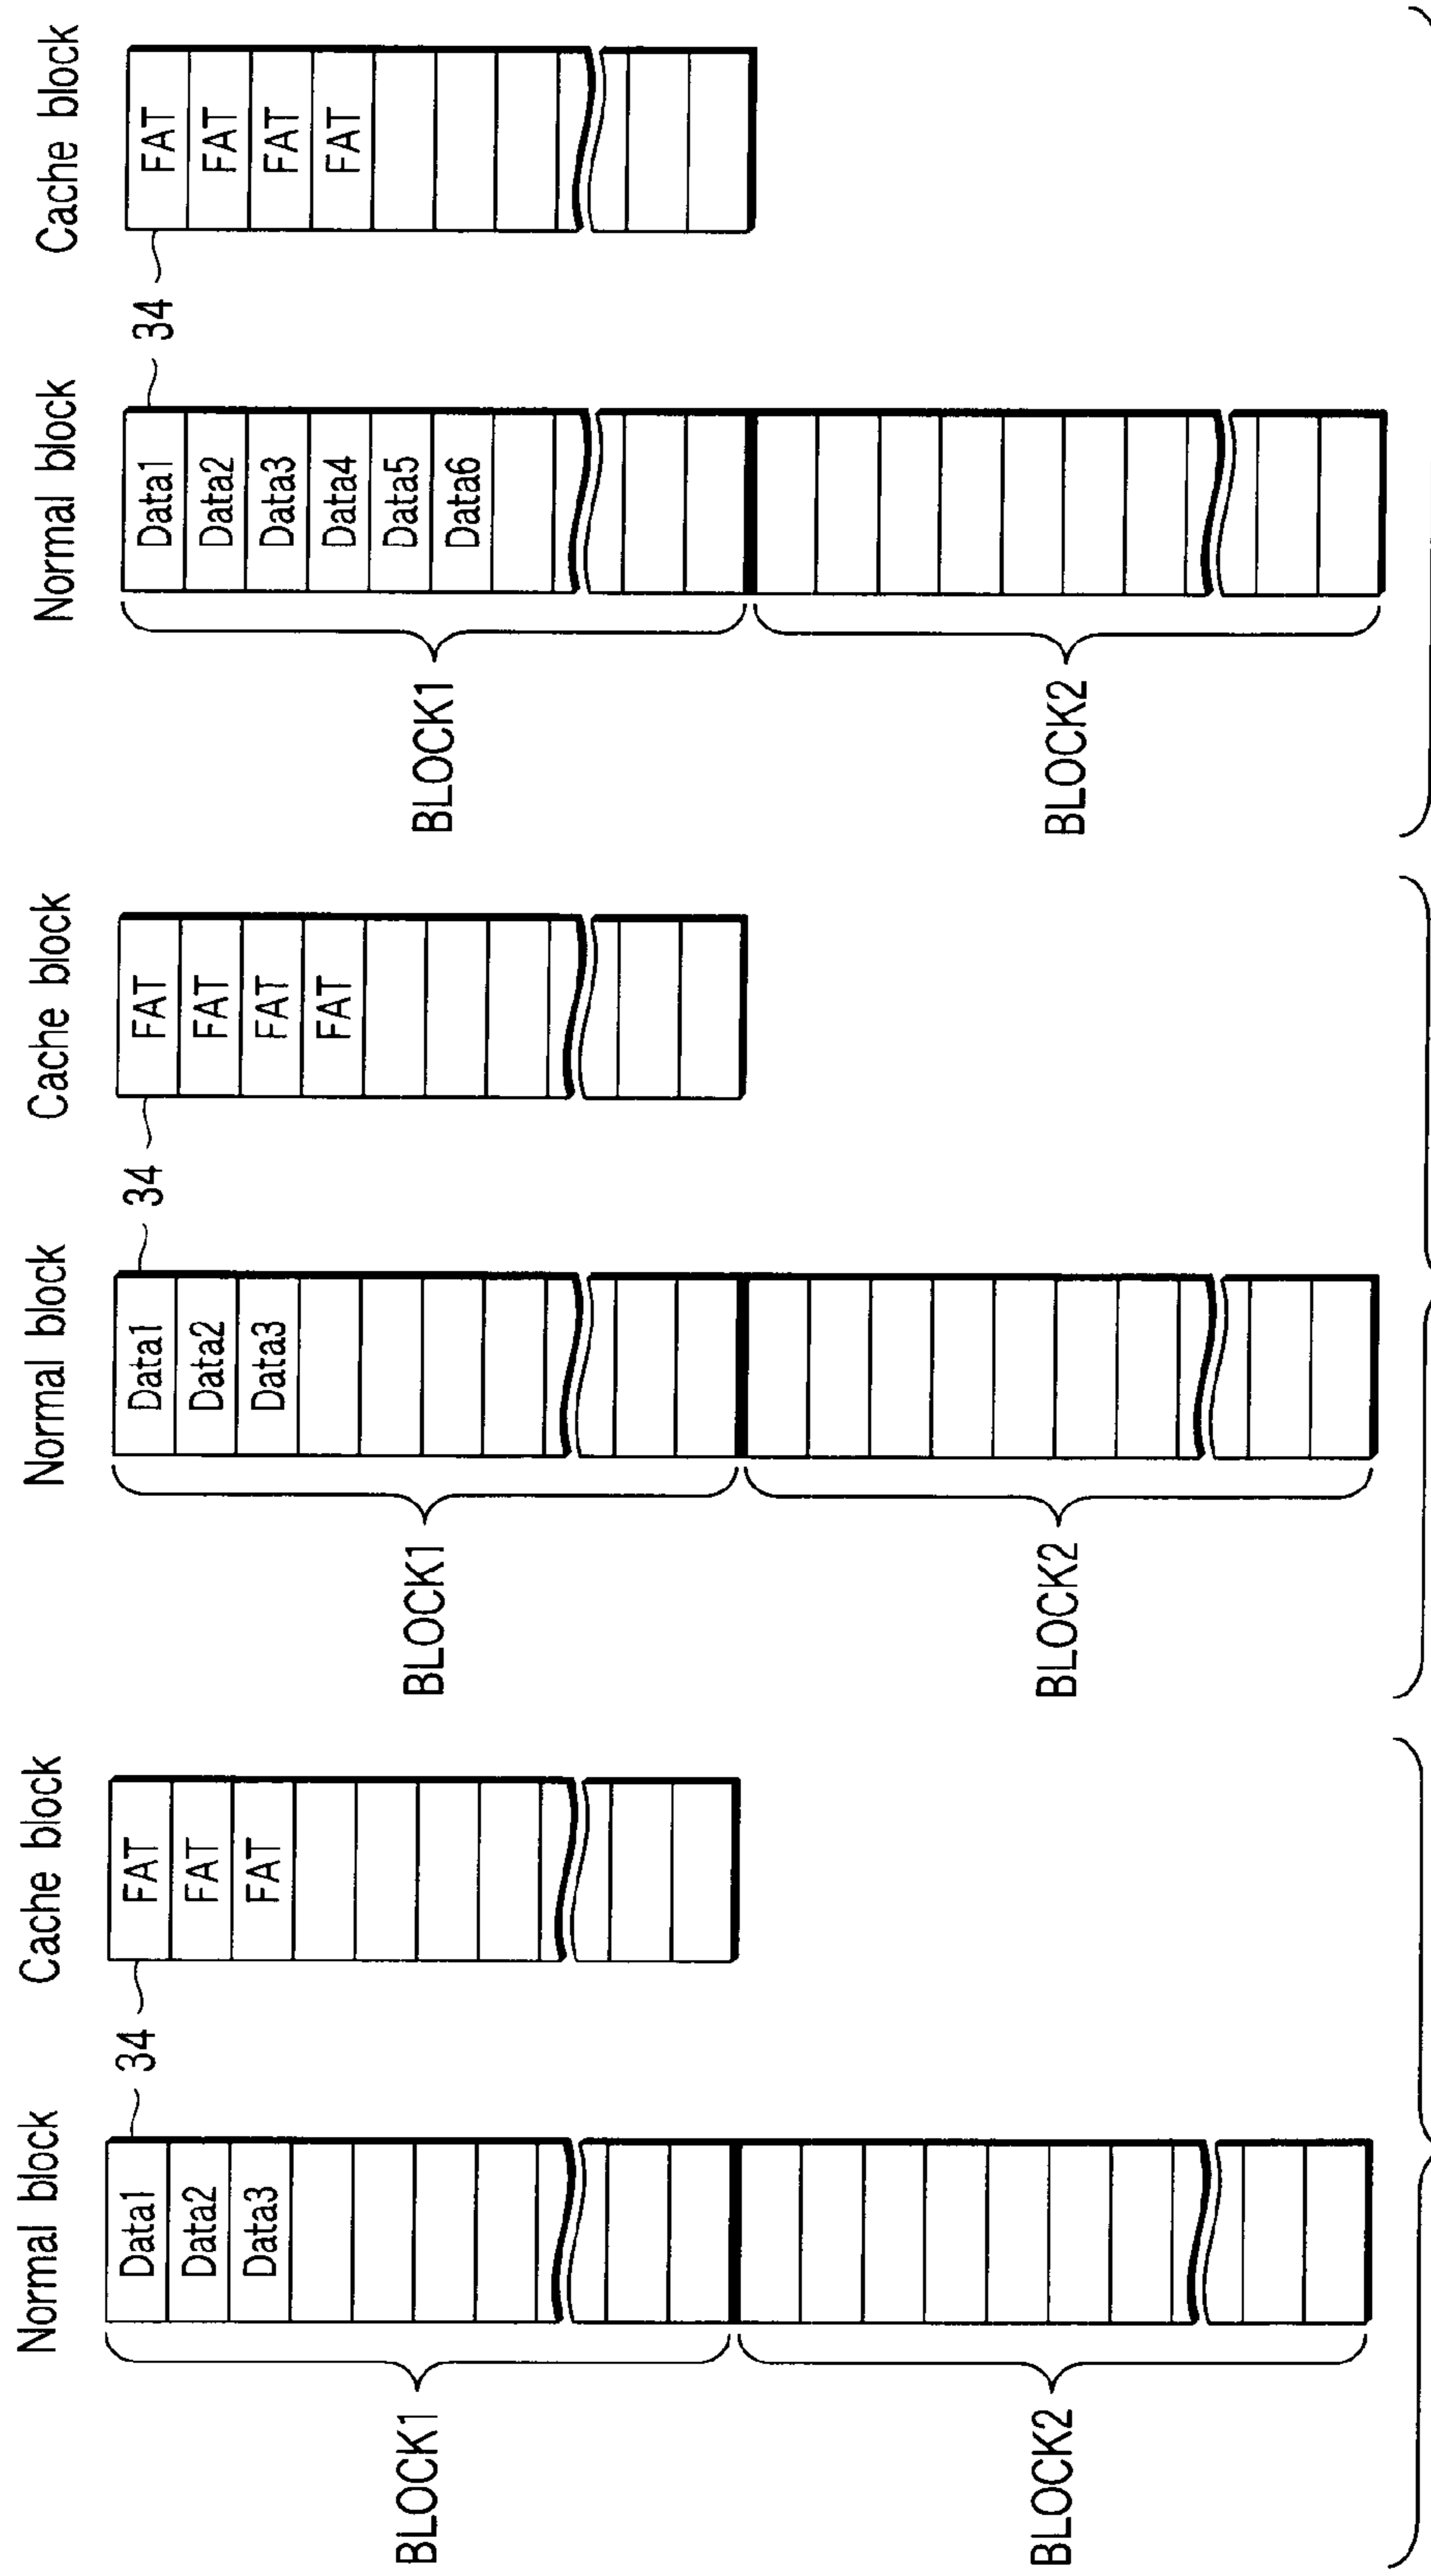 Normal block
Cache block
34
Data1
Data2
Data3
FAT
FAT
FAT
BLOCK1
BLOCK2
Normal block
Cache block
34
Data1
Data2
Data3
FAT
FAT
FAT
FAT
BLOCK1
BLOCK2
Normal block
Cache block
34
Data1
Data2
Data3
Data4
Data5
Data6
FAT
FAT
FAT
FAT
BLOCK1
BLOCK2